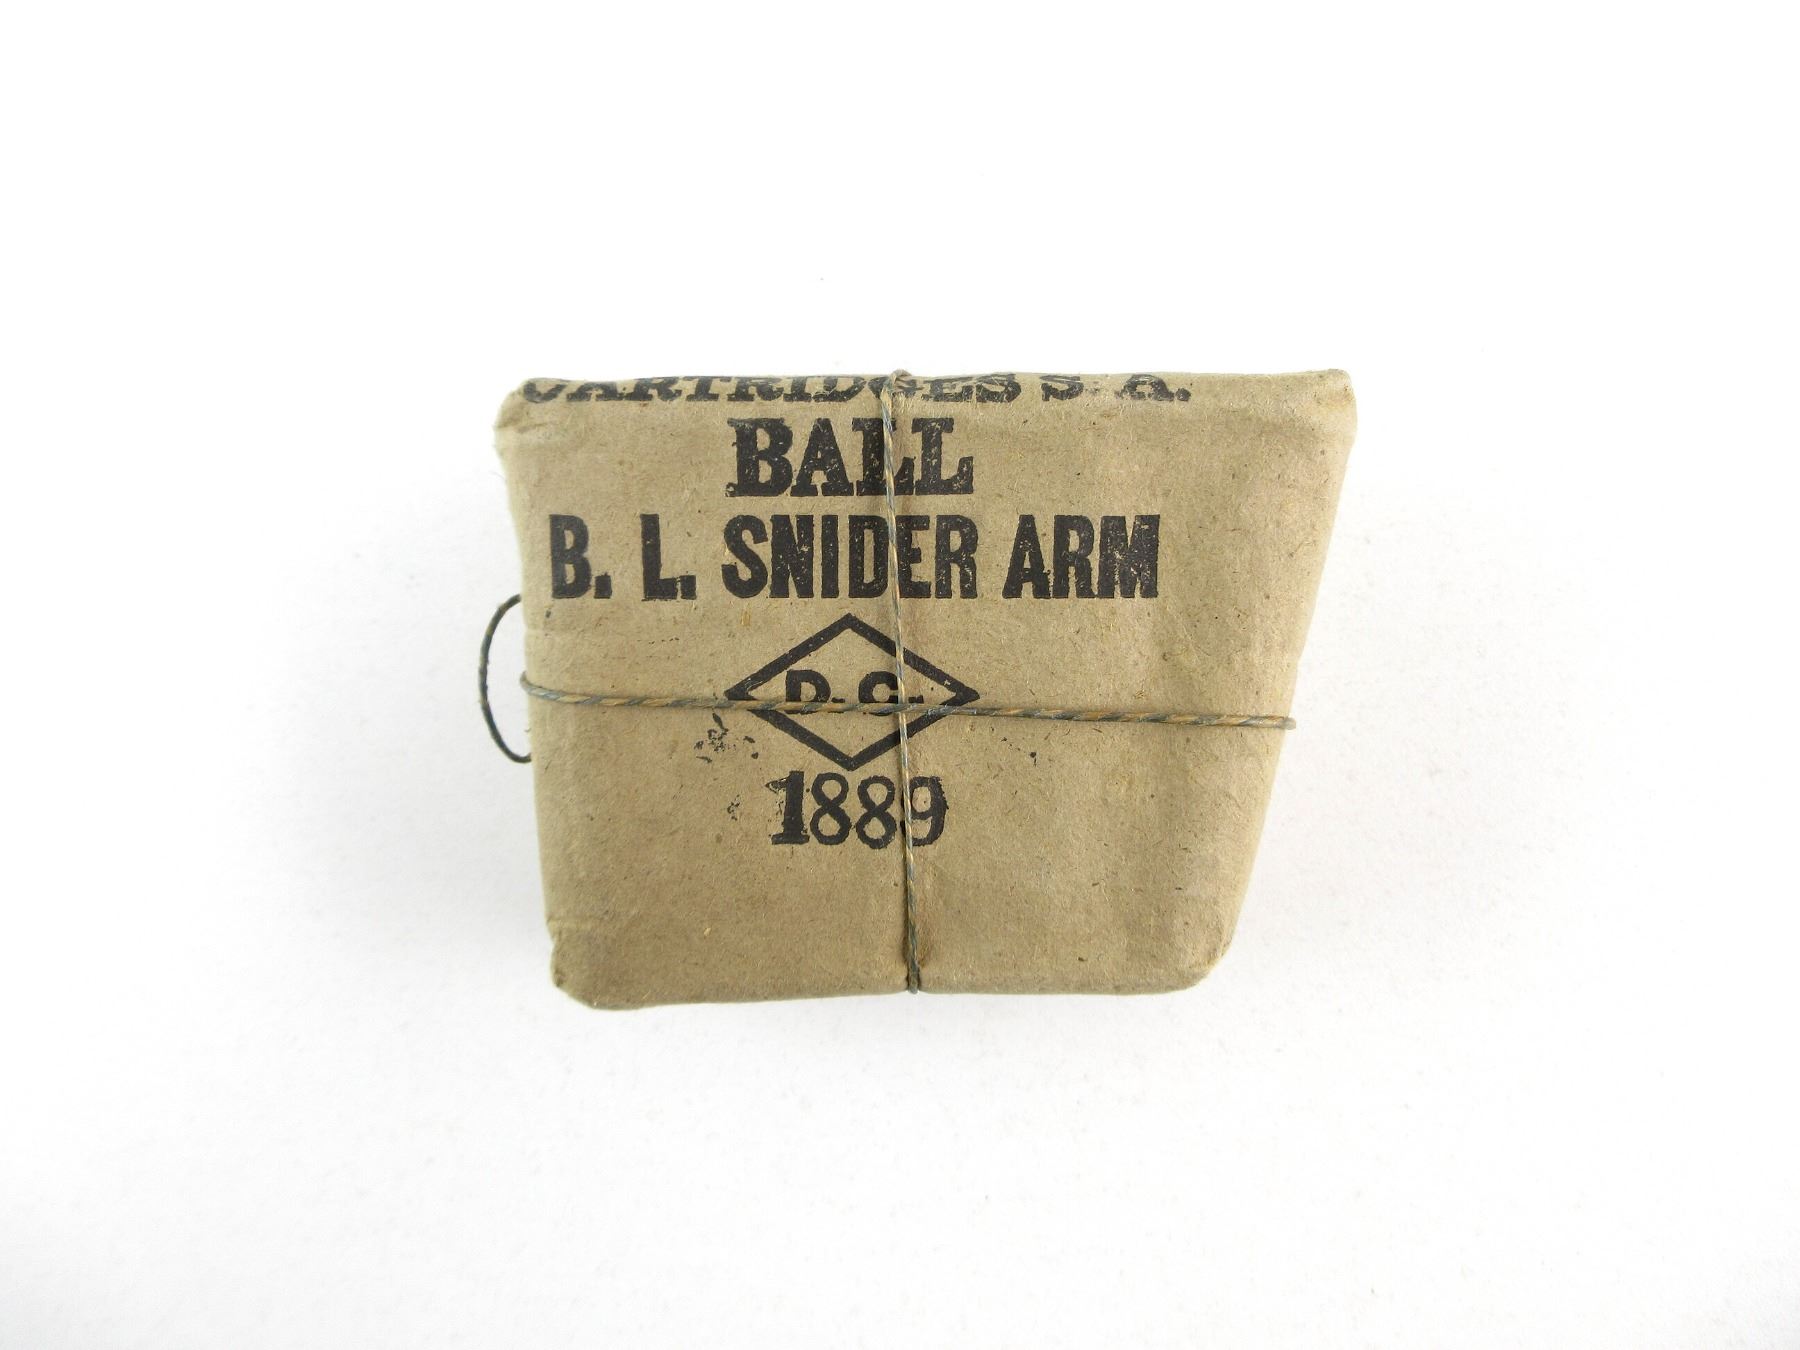 CARTRIDGES S. A.
BALL
B. L. SNIDER ARM
D. C.
1889